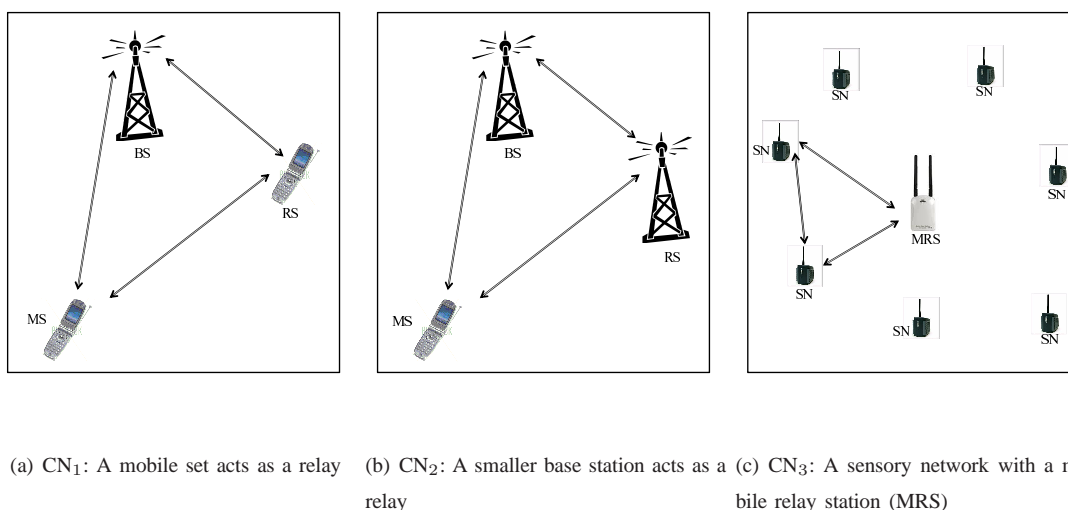 BS
RS
MS
BS
RS
MS
SN
SN
SN
SN
MRS
SN
SN
SN
(a) CN₁: A mobile set acts as a relay
(b) CN₂: A smaller base station acts as a
relay
(c) CN₃: A sensory network with a
bile relay station (MRS)